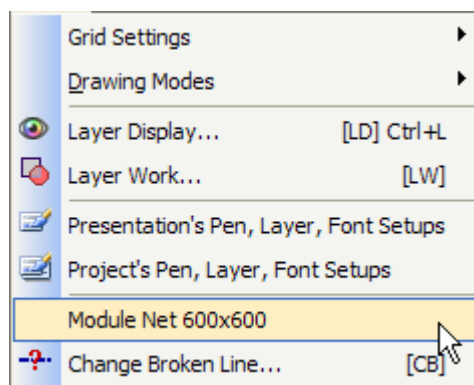 Grid Settings
Drawing Modes
Layer Display... [LD] Ctrl+L
Layer Work... [LW]
Presentation's Pen, Layer, Font Setups
Project's Pen, Layer, Font Setups
Module Net 600x600
Change Broken Line... [CB]